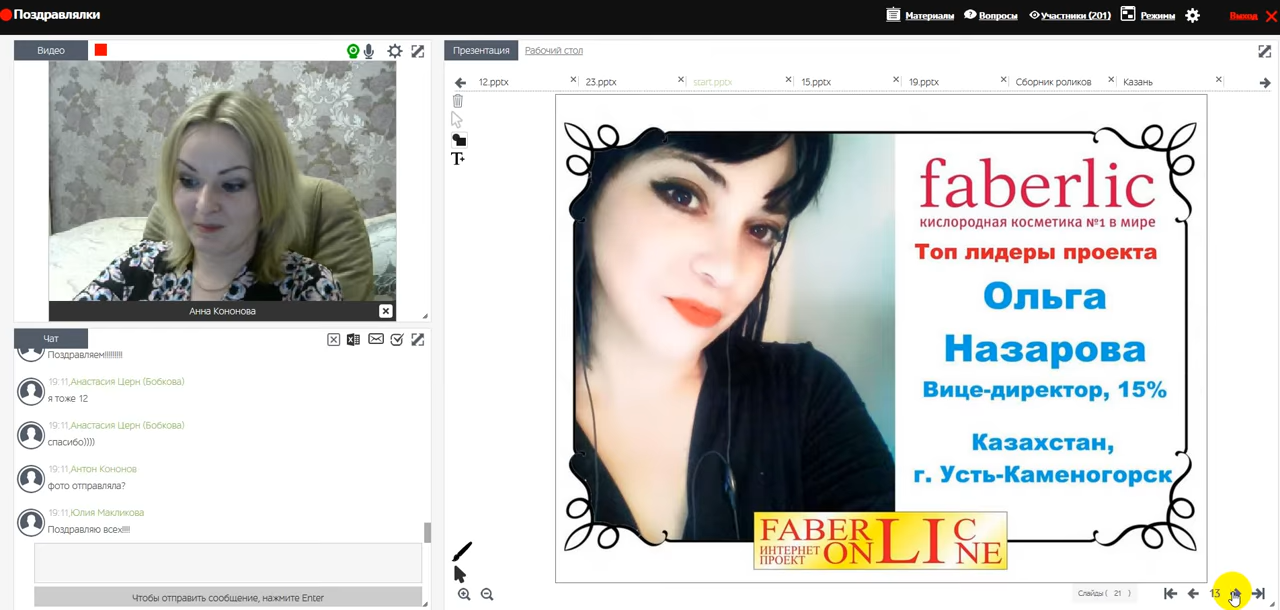 Поздравлялки
Материалы
Вопросы
Участники (201)
Режимы
Выход
Видео
Анна Кононова
Чат
Поздравляем!!!!!!!!!
19:11,Анастасия Церн (Бобкова)
я тоже 12
19:11,Анастасия Церн (Бобкова)
спасибо))))
19:11,Антон Кононов
фото отправляла?
19:11,Юлия Макликова
Поздравляю всех!!!!
Чтобы отправить сообщение, нажмите Enter
Презентация
Рабочий стол
12.pptx
23.pptx
start.pptx
15.pptx
19.pptx
Сборник роликов
Казань
T+
faberlic
кислородная косметика №1 в мире
Топ лидеры проекта
Ольга
Назарова
Вице-директор, 15%
Казахстан,
г. Усть-Каменогорск
FABERLIC
ИНТЕРНЕТ
ПРОЕКТ
ONLINE
Слайды ( 21 )
13